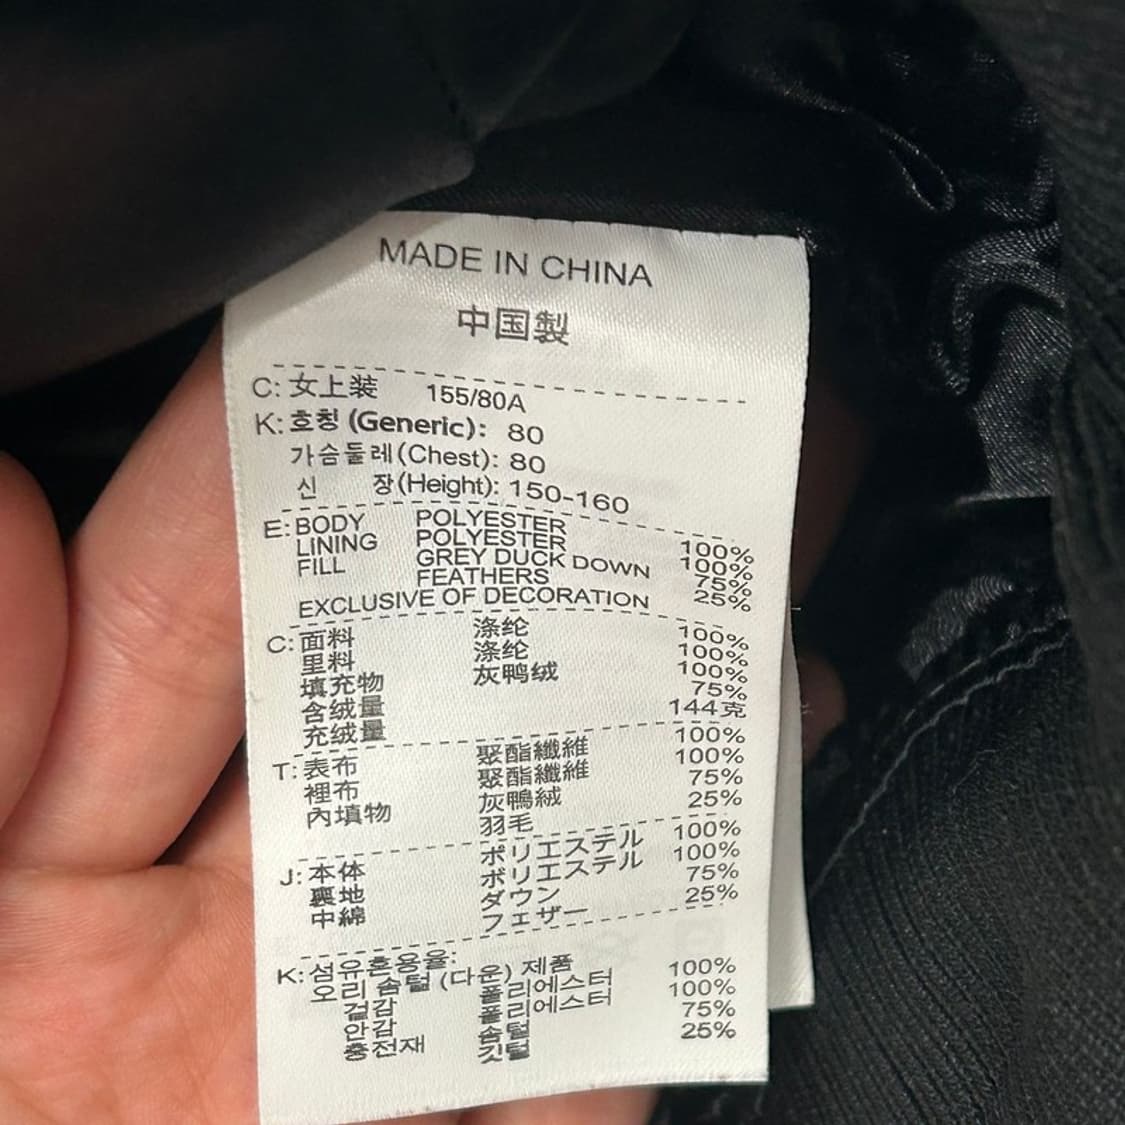 MADE IN CHINA
中国製
C: 女上装 155/80A
K: 호칭 (Generic): 80
가슴둘레(Chest): 80
신 장(Height): 150-160
E: BODY POLYESTER 100%
LINING POLYESTER 100%
FILL GREY DUCK DOWN 75%
FEATHERS 25%
EXCLUSIVE OF DECORATION
C: 面料 涤纶 100%
里料 涤纶 100%
填充物 灰鸭绒 100%
含绒量 75%
充绒量 144克
T: 表布 聚酯纖維 100%
裡布 聚酯纖維 100%
內填物 灰鴨絨 75%
羽毛 25%
J: 本体 ポリエステル 100%
裏地 ポリエステル 100%
中綿 ダウン 75%
フェザー 25%
K: 섬유혼용율:
오리 솜털 (다운) 제품
겉감 폴리에스터 100%
안감 폴리에스터 100%
충전재 솜털 75%
깃털 25%